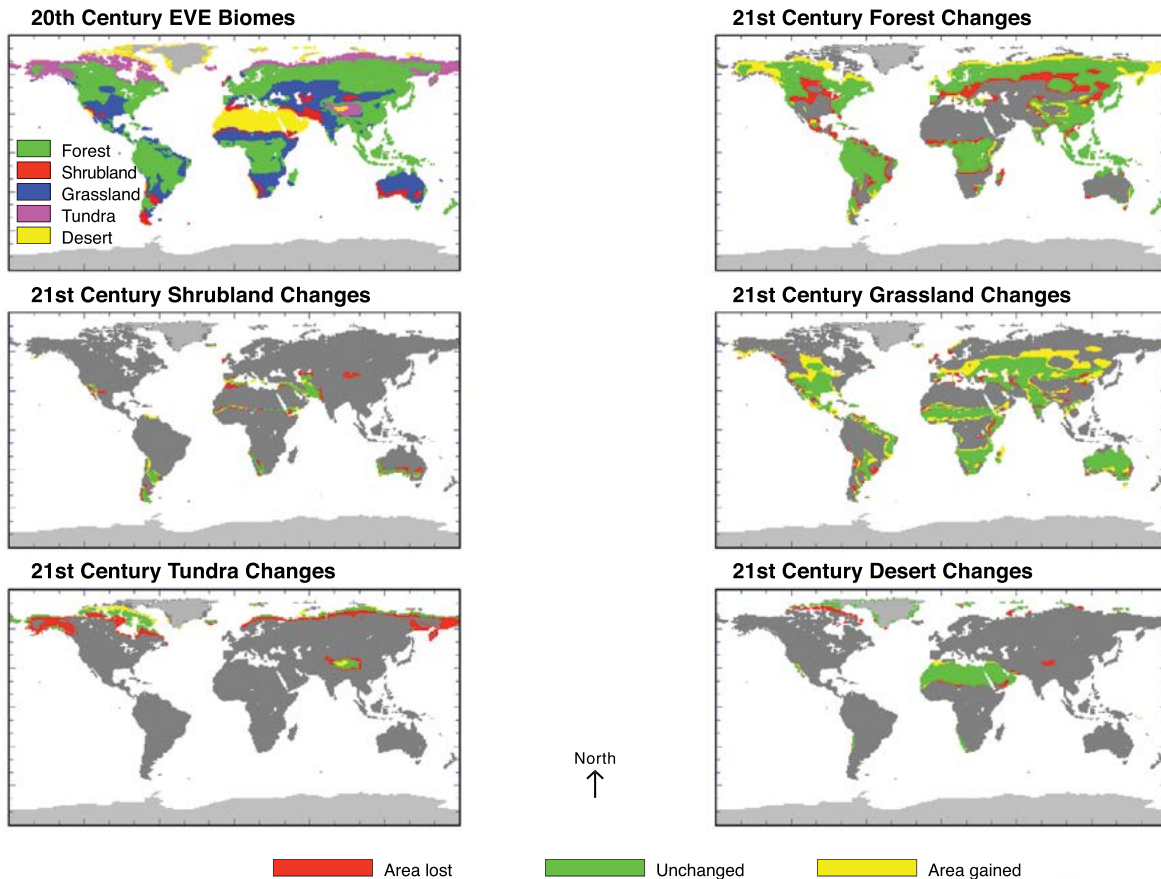 20th Century EVE Biomes
21st Century Forest Changes
Forest
Shrubland
Grassland
Tundra
Desert
21st Century Shrubland Changes
21st Century Grassland Changes
21st Century Tundra Changes
21st Century Desert Changes
North
Area lost
Unchanged
Area gained